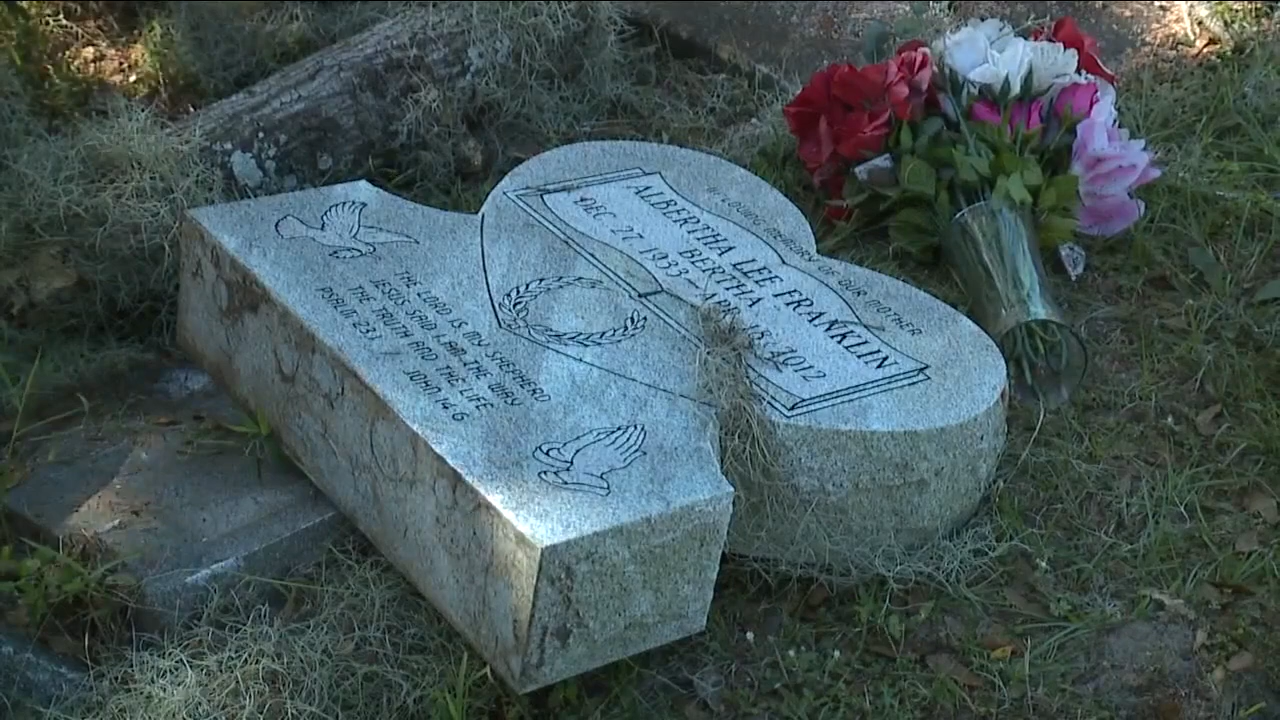 IN LOVING MEMORY OF OUR MOTHER
ALBERTHA LEE FRANKLIN
"BERTHA"
DEC. 27, 1933 - APR. 18, 2012
THE LORD IS MY SHEPHERD
JESUS SAID I AM THE WAY
THE TRUTH AND THE LIFE
PSALM: 23 / JOHN 14:6